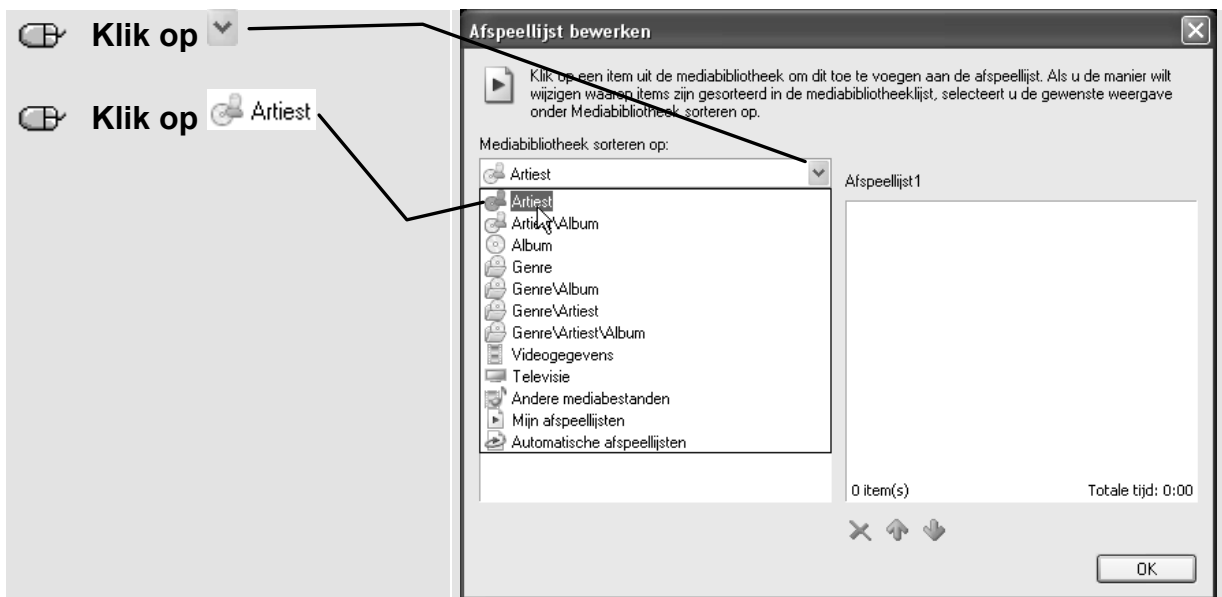 Klik op
Klik op Artiest
Afspeellijst bewerken
Klik op een item uit de mediabibliotheek om dit toe te voegen aan de afspeellijst. Als u de manier wilt
wijzigen waarop items zijn gesorteerd in de mediabibliotheeklijst, selecteert u de gewenste weergave
onder Mediabibliotheek sorteren op.
Mediabibliotheek sorteren op:
Artiest
Artiest
Artiest\Album
Album
Genre
Genre\Album
Genre\Artiest
Genre\Artiest\Album
Videogegevens
Televisie
Andere mediabestanden
Mijn afspeellijsten
Automatische afspeellijsten
Afspeellijst1
0 item(s) Totale tijd: 0:00
OK